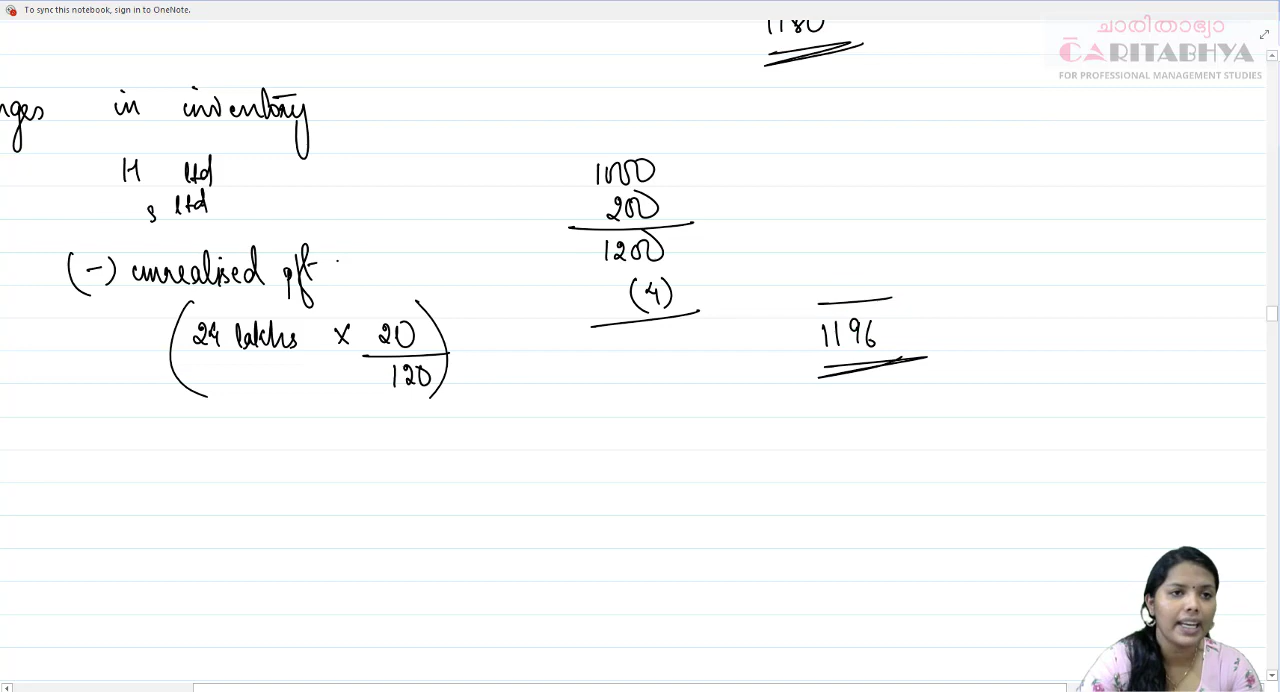 To sync this notebook, sign in to OneNote.
ചാരിതാഭ്യാ
CARITABHYA
FOR PROFESSIONAL MANAGEMENT STUDIES
1180
nges in inventory
H ltd 1000
s ltd 200
1200
(-) unrealised pft (4)
(24 lakhs x 20/120) 1196